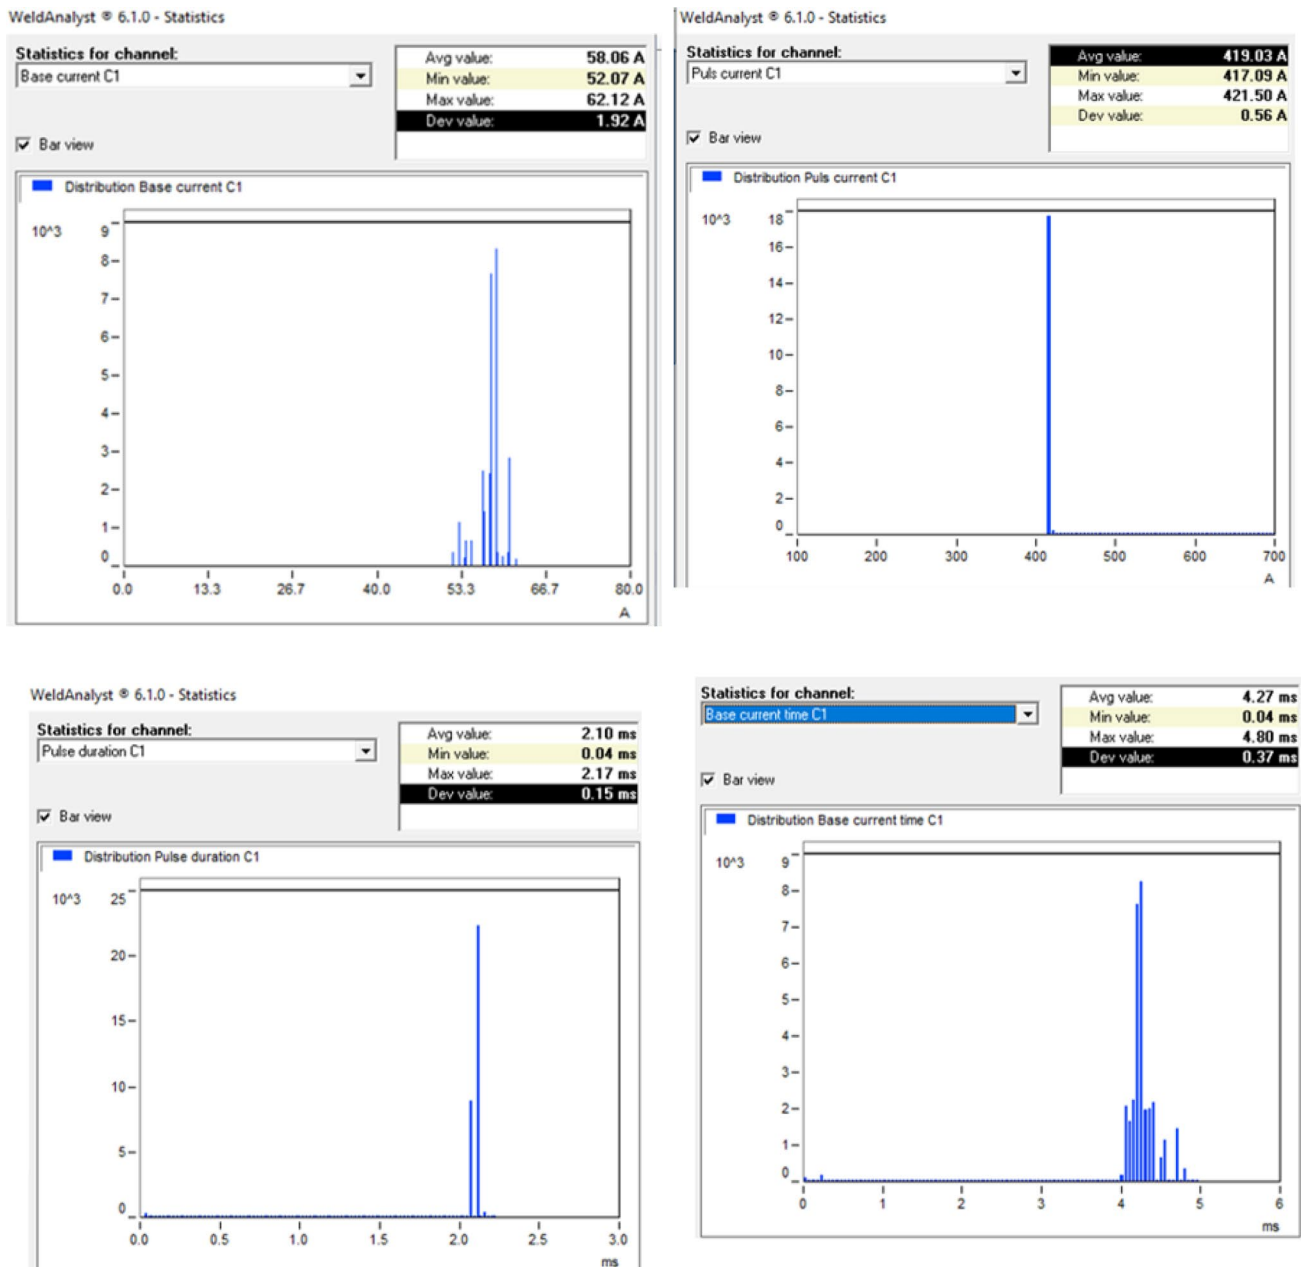 WeldAnalyst ® 6.1.0 - Statistics
Statistics for channel:
Base current C1
Avg value: 58.06 A
Min value: 52.07 A
Max value: 62.12 A
Dev value: 1.92 A
Bar view
Distribution Base current C1
10^3
9
8
7
6
5
4
3
2
1
0
0.0 13.3 26.7 40.0 53.3 66.7 80.0
A
WeldAnalyst ® 6.1.0 - Statistics
Statistics for channel:
Puls current C1
Avg value: 419.03 A
Min value: 417.09 A
Max value: 421.50 A
Dev value: 0.56 A
Bar view
Distribution Puls current C1
10^3
18
16
14
12
10
8
6
4
2
0
100 200 300 400 500 600 700
A
WeldAnalyst ® 6.1.0 - Statistics
Statistics for channel:
Pulse duration C1
Avg value: 2.10 ms
Min value: 0.04 ms
Max value: 2.17 ms
Dev value: 0.15 ms
Bar view
Distribution Pulse duration C1
10^3
25
20
15
10
5
0
0.0 0.5 1.0 1.5 2.0 2.5 3.0
ms
Statistics for channel:
Base current time C1
Avg value: 4.27 ms
Min value: 0.04 ms
Max value: 4.80 ms
Dev value: 0.37 ms
Bar view
Distribution Base current time C1
10^3
9
8
7
6
5
4
3
2
1
0
0 1 2 3 4 5 6
ms